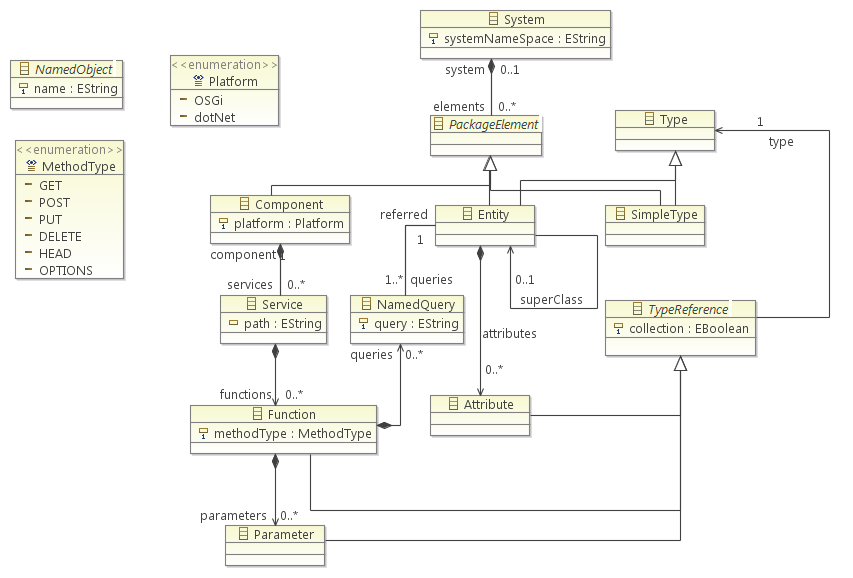 System
systemNameSpace : EString
system 0..1
NamedObject
name : EString
<<enumeration>>
Platform
OSGi
dotNet
elements 0..*
PackageElement
Type
1
type
<<enumeration>>
MethodType
GET
POST
PUT
DELETE
HEAD
OPTIONS
Component
platform : Platform
component 1
referred
1
Entity
SimpleType
services 0..*
1..* queries
0..1
superClass
Service
path : EString
NamedQuery
query : EString
TypeReference
collection : EBoolean
attributes
0..*
queries 0..*
functions 0..*
Attribute
Function
methodType : MethodType
parameters 0..*
Parameter